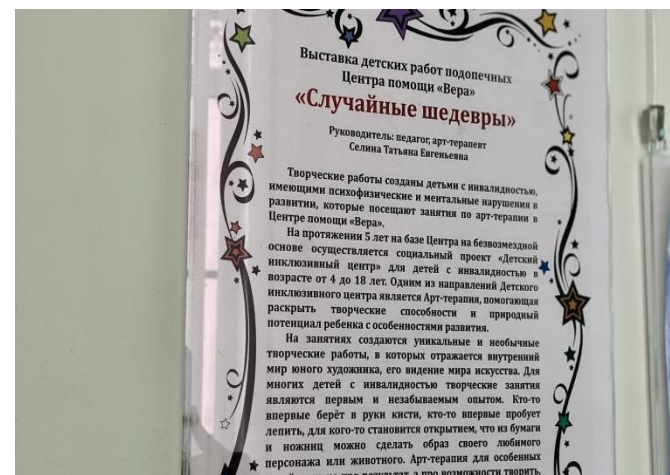 Выставка детских работ подопечных
Центра помощи «Вера»
«Случайные шедевры»
Руководитель: педагог, арт-терапевт
Селина Татьяна Евгеньевна
Творческие работы созданы детьми с инвалидностью,
имеющими психофизические и ментальные нарушения в
развитии, которые посещают занятия по арт-терапии в
Центре помощи «Вера».
На протяжении 5 лет на базе Центра на безвозмездной
основе осуществляется социальный проект «Детский
инклюзивный центр» для детей с инвалидностью в
возрасте от 4 до 18 лет. Одним из направлений Детского
инклюзивного центра является Арт-терапия, помогающая
раскрыть творческие способности и природный
потенциал ребенка с особенностями развития.
На занятиях создаются уникальные и необычные
творческие работы, в которых отражается внутренний
мир юного художника, его видение мира искусства. Для
многих детей с инвалидностью творческие занятия
являются первым и незабываемым опытом. Кто-то
впервые берёт в руки кисти, кто-то впервые пробует
лепить, для кого-то становится открытием, что из бумаги
и ножниц можно сделать образ своего любимого
персонажа или животного. Арт-терапия для особенных
результат, а про возможности творить